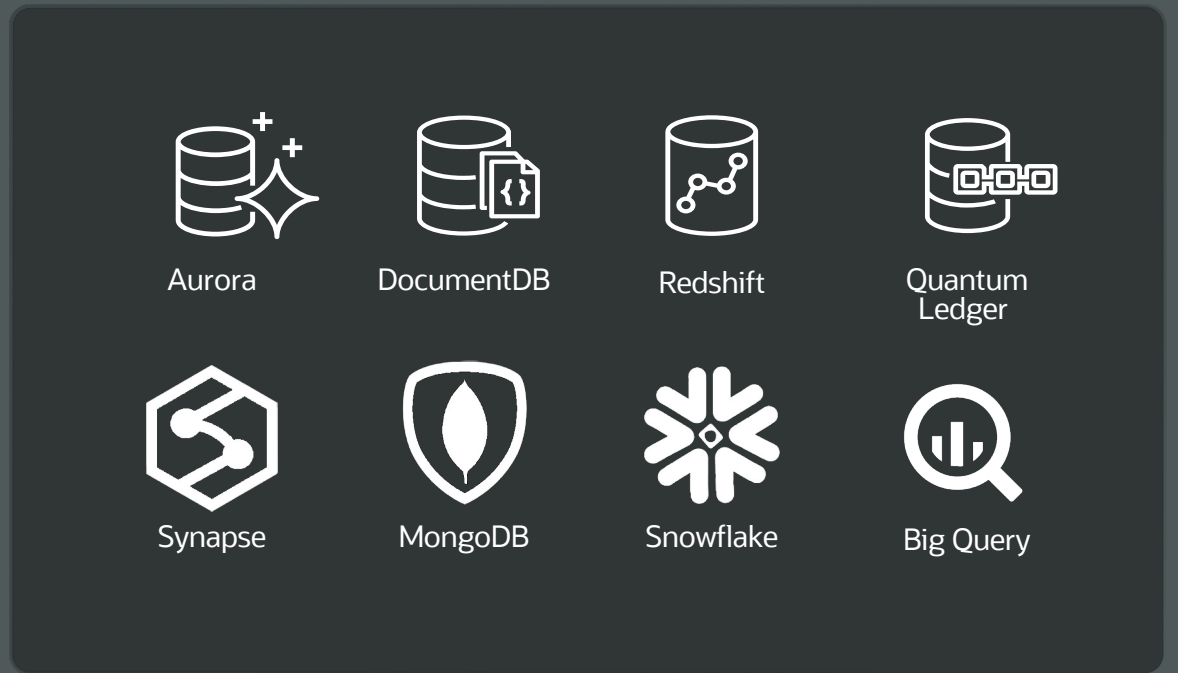 Aurora
DocumentDB
Redshift
Quantum
Ledger
Synapse
MongoDB
Snowflake
Big Query